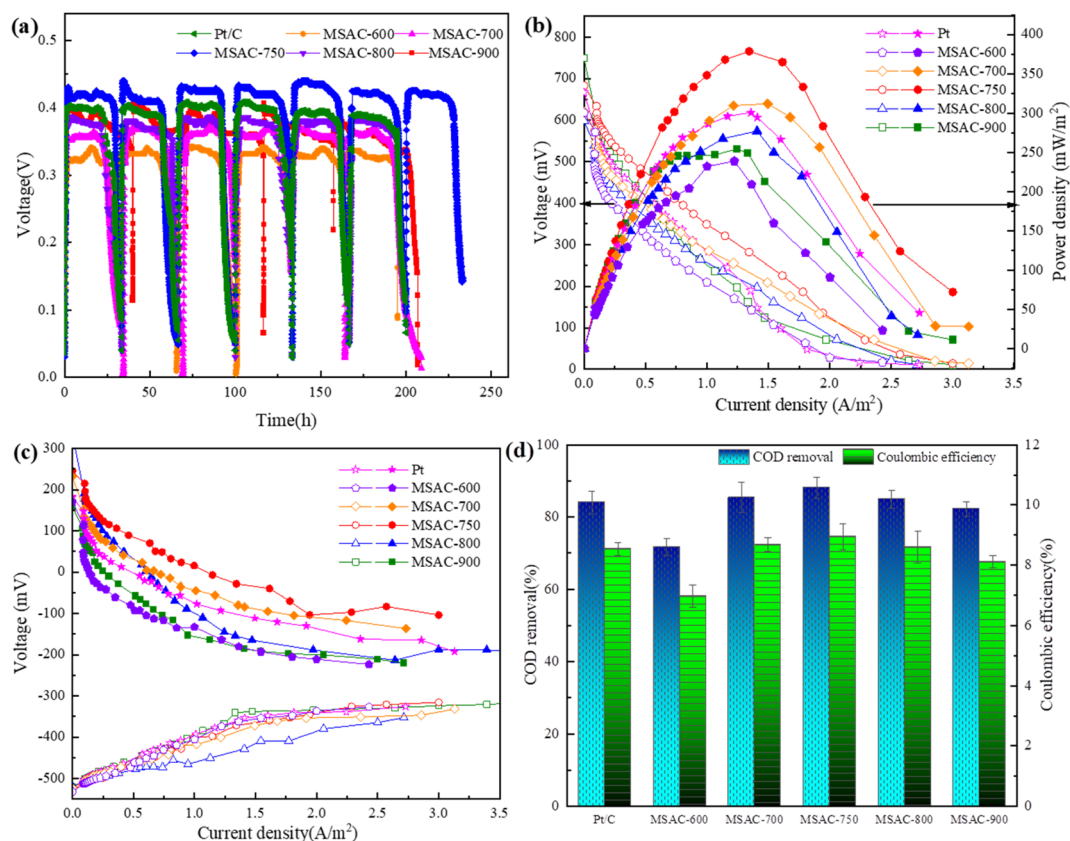 (a)
Pt/C MSAC-600 MSAC-700
MSAC-750 MSAC-800 MSAC-900
0.5
0.4
0.3
0.2
0.1
0.0
Voltage(V)
0 50 100 150 200 250
Time(h)
(b)
Pt
MSAC-600
MSAC-700
MSAC-750
MSAC-800
MSAC-900
800
700
600
500
400
300
200
100
0
Voltage (mV)
400
350
300
250
200
150
100
50
0
Power density (mW/m²)
0.0 0.5 1.0 1.5 2.0 2.5 3.0 3.5
Current density (A/m²)
(c)
Pt
MSAC-600
MSAC-700
MSAC-750
MSAC-800
MSAC-900
300
200
100
0
-100
-200
-300
-400
-500
Voltage (mV)
0.0 0.5 1.0 1.5 2.0 2.5 3.0 3.5
Current density(A/m²)
(d)
COD removal Coulombic efficiency
100
80
60
40
20
0
COD removal(%)
12
10
8
6
4
2
0
Coulombic efficiency(%)
Pt/C MSAC-600 MSAC-700 MSAC-750 MSAC-800 MSAC-900